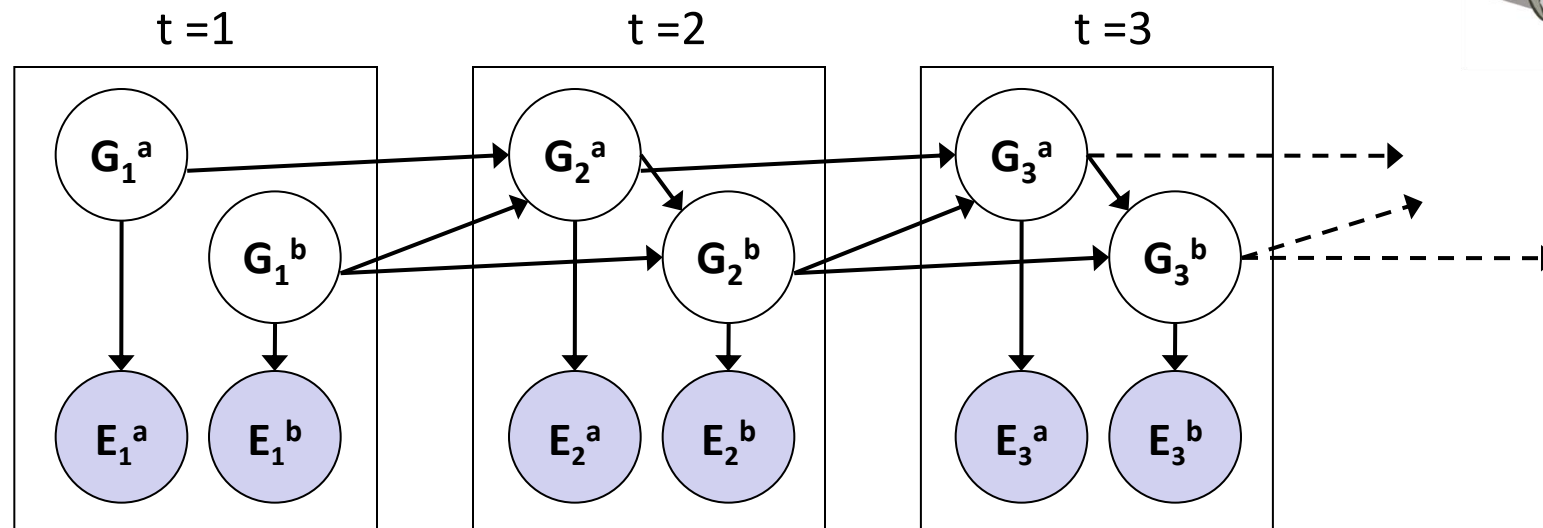 t =1 t =2 t =3
G₁ᵃ G₂ᵃ G₃ᵃ
G₁ᵇ G₂ᵇ G₃ᵇ
E₁ᵃ E₁ᵇ E₂ᵃ E₂ᵇ E₃ᵃ E₃ᵇ